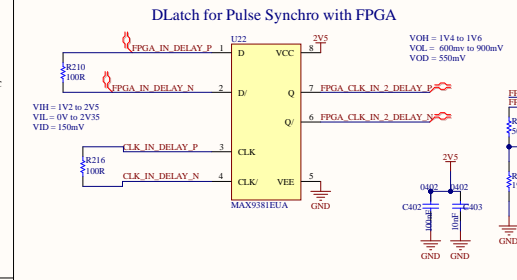 DLatch for Pulse Synchro with FPGA
U22
2V5
VOH = 1V4 to 1V6
VOL = 600mv to 900mV
VOD = 550mV
FPGA_IN_DELAY_P 1 D VCC 8
R210
100R
FPGA_IN_DELAY_N 2 D/ Q 7 FPGA_CLK_IN_2_DELAY_P
VIH = 1V2 to 2V5
VIL = 0V to 2V35
VID = 150mV
Q/ 6 FPGA_CLK_IN_2_DELAY_N
CLK_IN_DELAY_P 3 CLK
R216
100R
2V5
CLK_IN_DELAY_N 4 CLK/ VEE 5
MAX9381EUA
GND
0402 0402
C402 100nF 10nF C403
GND GND
GND